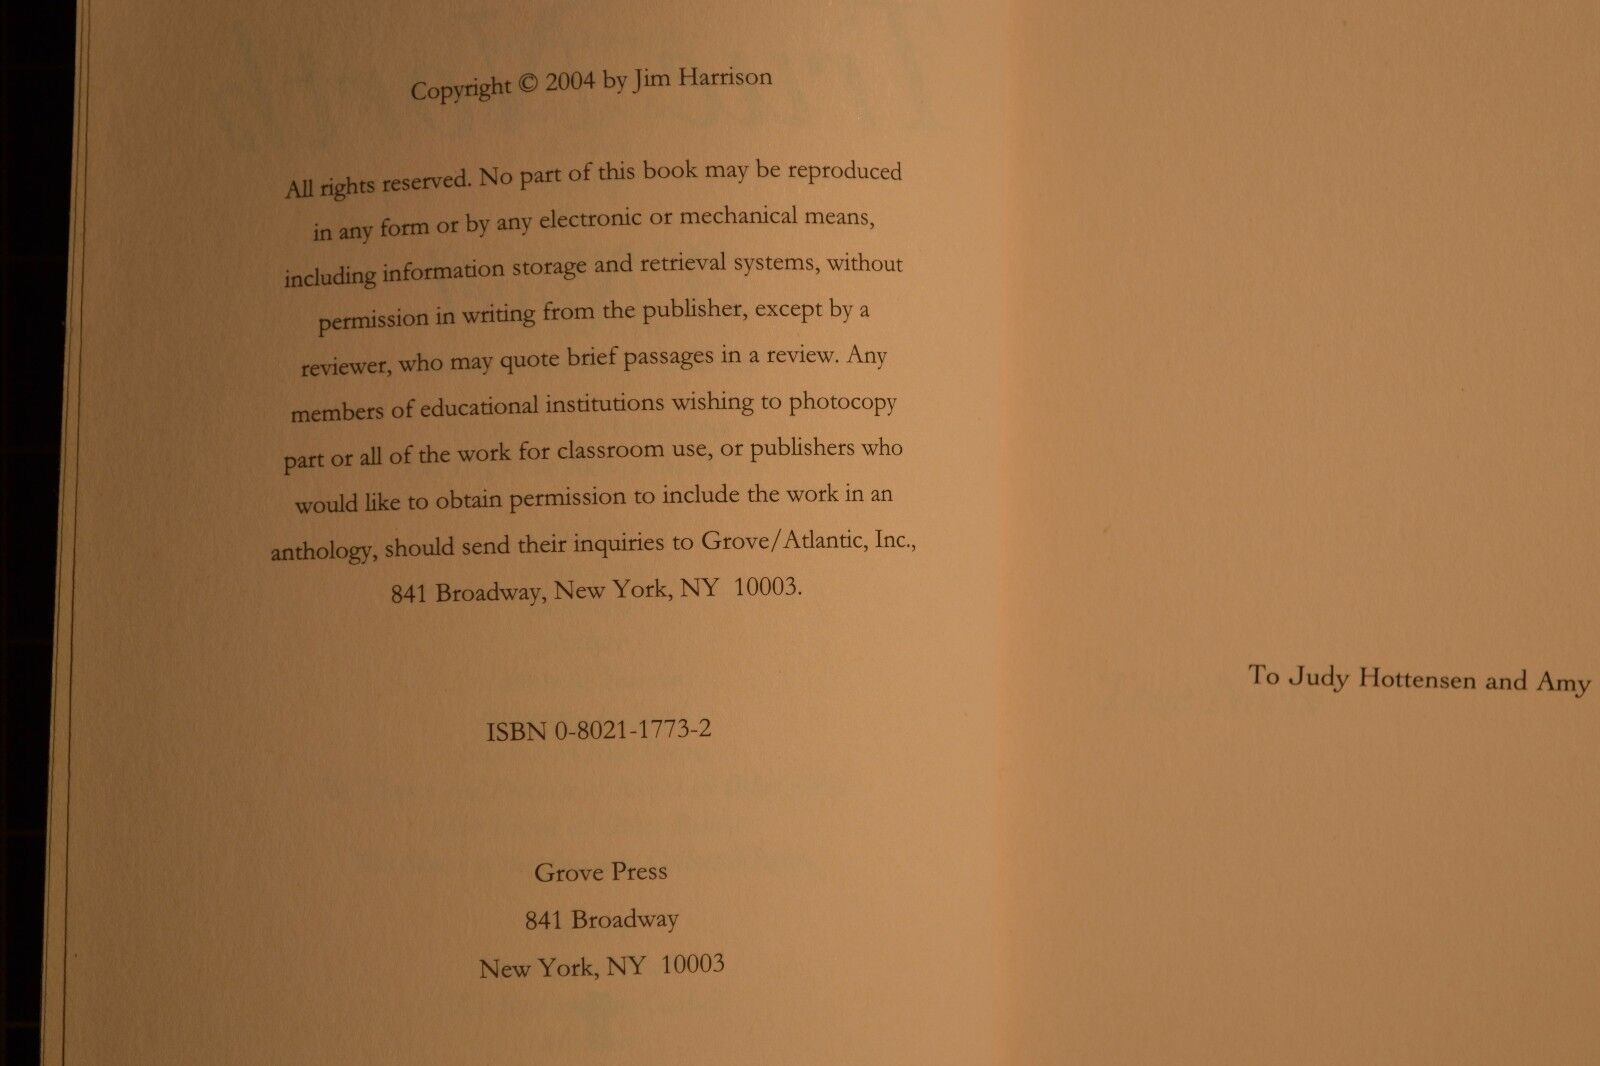 Copyright © 2004 by Jim Harrison
All rights reserved. No part of this book may be reproduced
in any form or by any electronic or mechanical means,
including information storage and retrieval systems, without
permission in writing from the publisher, except by a
reviewer, who may quote brief passages in a review. Any
members of educational institutions wishing to photocopy
part or all of the work for classroom use, or publishers who
would like to obtain permission to include the work in an
anthology, should send their inquiries to Grove/Atlantic, Inc.,
841 Broadway, New York, NY 10003.
ISBN 0-8021-1773-2
Grove Press
841 Broadway
New York, NY 10003
To Judy Hottensen and Amy